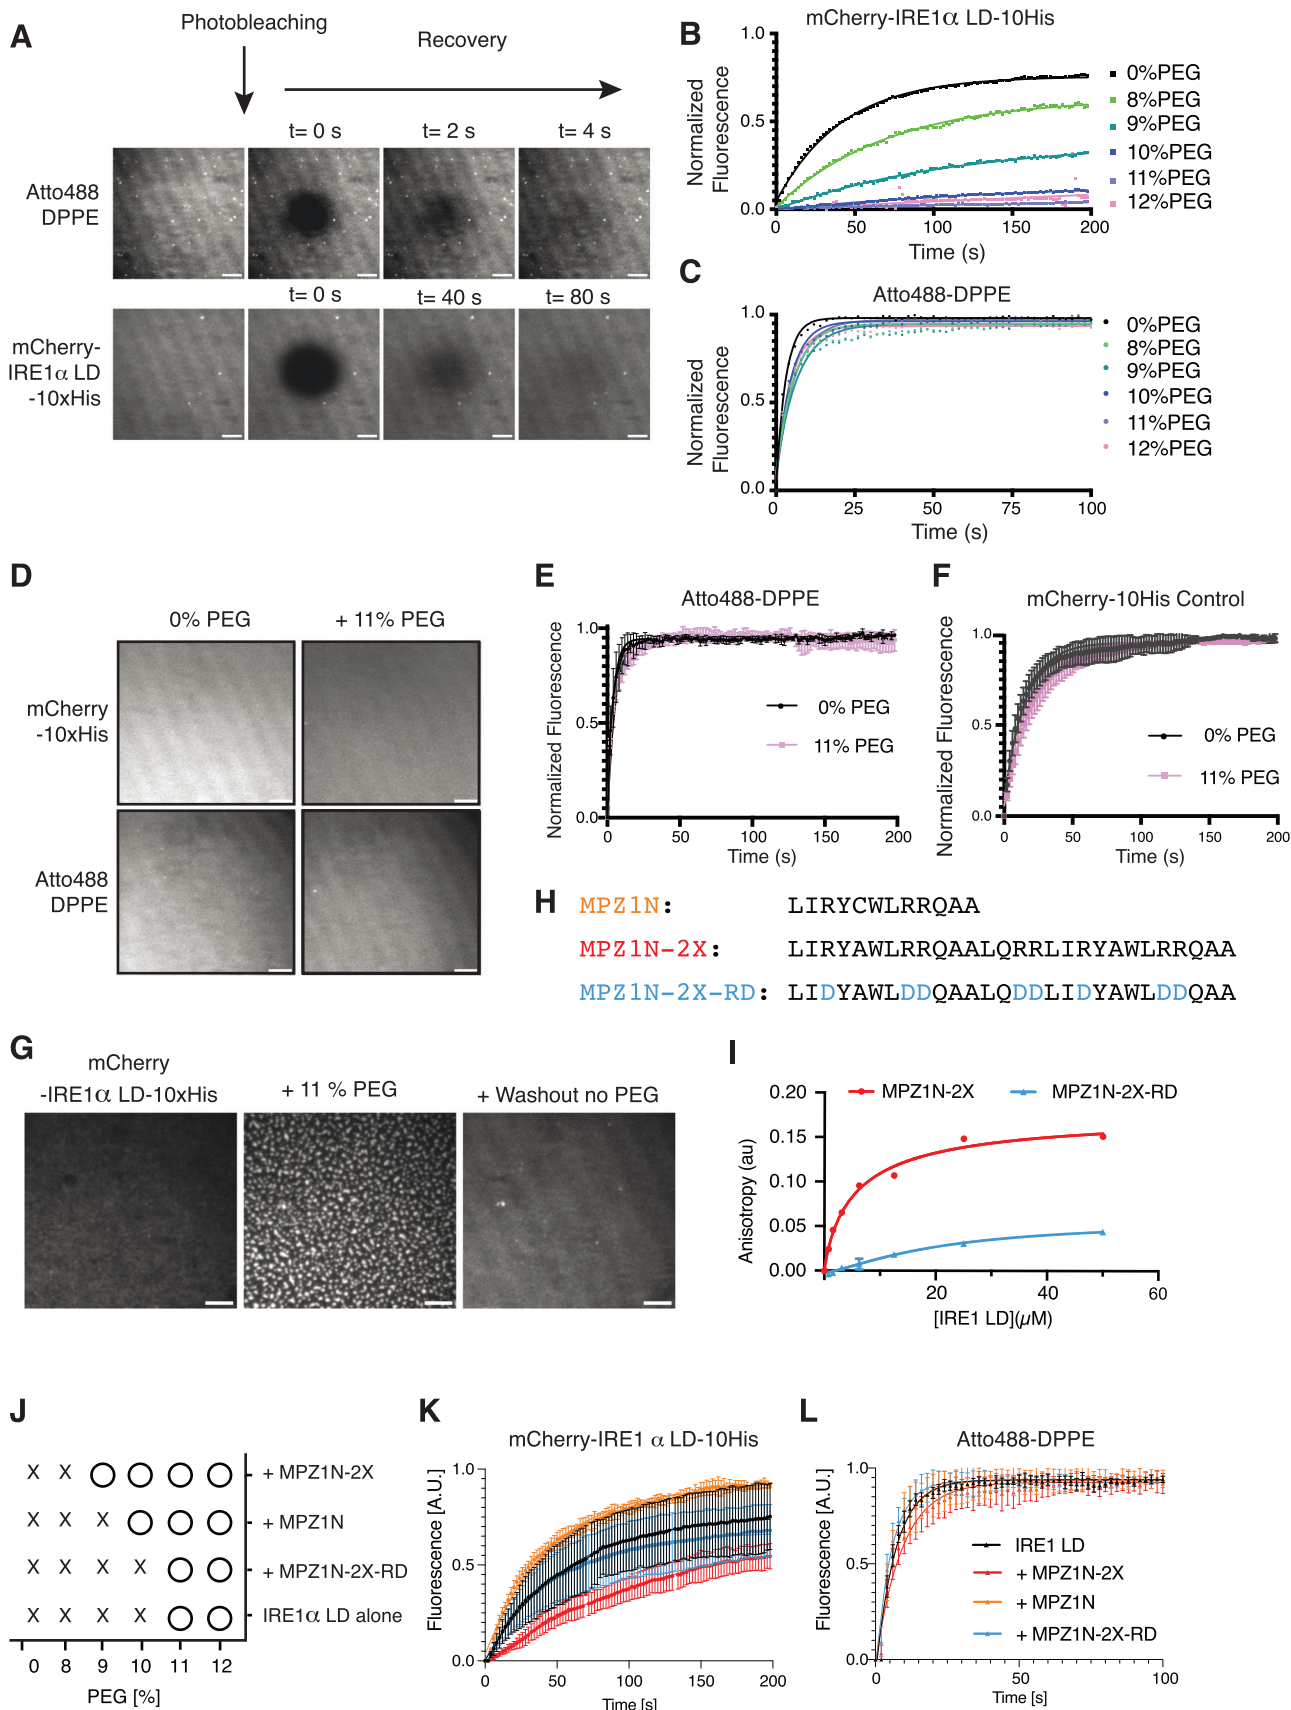 A
Photobleaching
Recovery
t= 0 s
t= 2 s
t= 4 s
Atto488
DPPE
t= 0 s
t= 40 s
t= 80 s
mCherry-
IRE1α LD
-10xHis
B
mCherry-IRE1α LD-10His
Normalized
Fluorescence
1.0
0.5
0.0
0
50
100
150
200
Time (s)
0%PEG
8%PEG
9%PEG
10%PEG
11%PEG
12%PEG
C
Atto488-DPPE
Normalized
Fluorescence
1.0
0.5
0.0
0
25
50
75
100
Time (s)
0%PEG
8%PEG
9%PEG
10%PEG
11%PEG
12%PEG
D
0% PEG
+ 11% PEG
mCherry
-10xHis
Atto488
DPPE
E
Atto488-DPPE
Normalized Fluorescence
1.0
0.5
0.0
0
50
100
150
200
Time (s)
0% PEG
11% PEG
F
mCherry-10His Control
Normalized Fluorescence
1.0
0.5
0.0
0
50
100
150
200
Time (s)
0% PEG
11% PEG
H
MPZ1N: LIRYCWLRRQAA
MPZ1N-2X: LIRYAWLRRQAALQRRLIRYAWLRRQAA
MPZ1N-2X-RD: LIDYAWLDDQAALQDDLIDYAWLDDQAA
G
mCherry
-IRE1α LD-10xHis
+ 11 % PEG
+ Washout no PEG
I
MPZ1N-2X
MPZ1N-2X-RD
Anisotropy (au)
0.20
0.15
0.10
0.05
0.00
20
40
60
[IRE1 LD](µM)
J
X X + MPZ1N-2X
X X X + MPZ1N
X X X X + MPZ1N-2X-RD
X X X X IRE1α LD alone
0 8 9 10 11 12
PEG [%]
K
mCherry-IRE1 α LD-10His
Fluorescence [A.U.]
1.0
0.5
0.0
0
50
100
150
200
Time [s]
L
Atto488-DPPE
Fluorescence [A.U.]
1.0
0.5
0.0
0
50
100
Time [s]
IRE1 LD
+ MPZ1N-2X
+ MPZ1N
+ MPZ1N-2X-RD